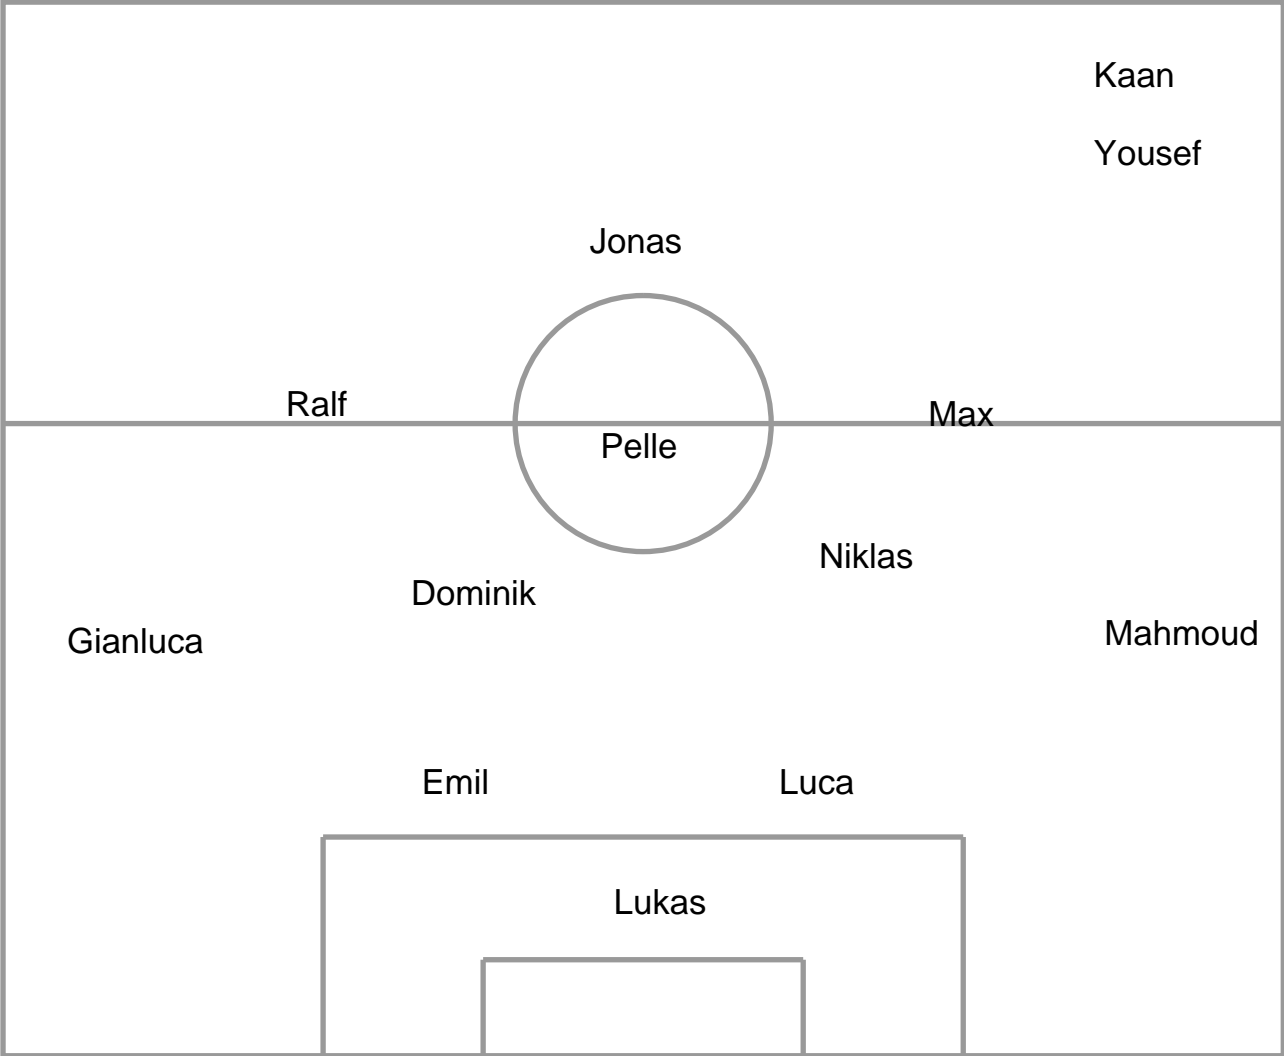 Kaan
Yousef
Jonas
Ralf
Max
Pelle
Niklas
Dominik
Gianluca
Mahmoud
Emil
Luca
Lukas